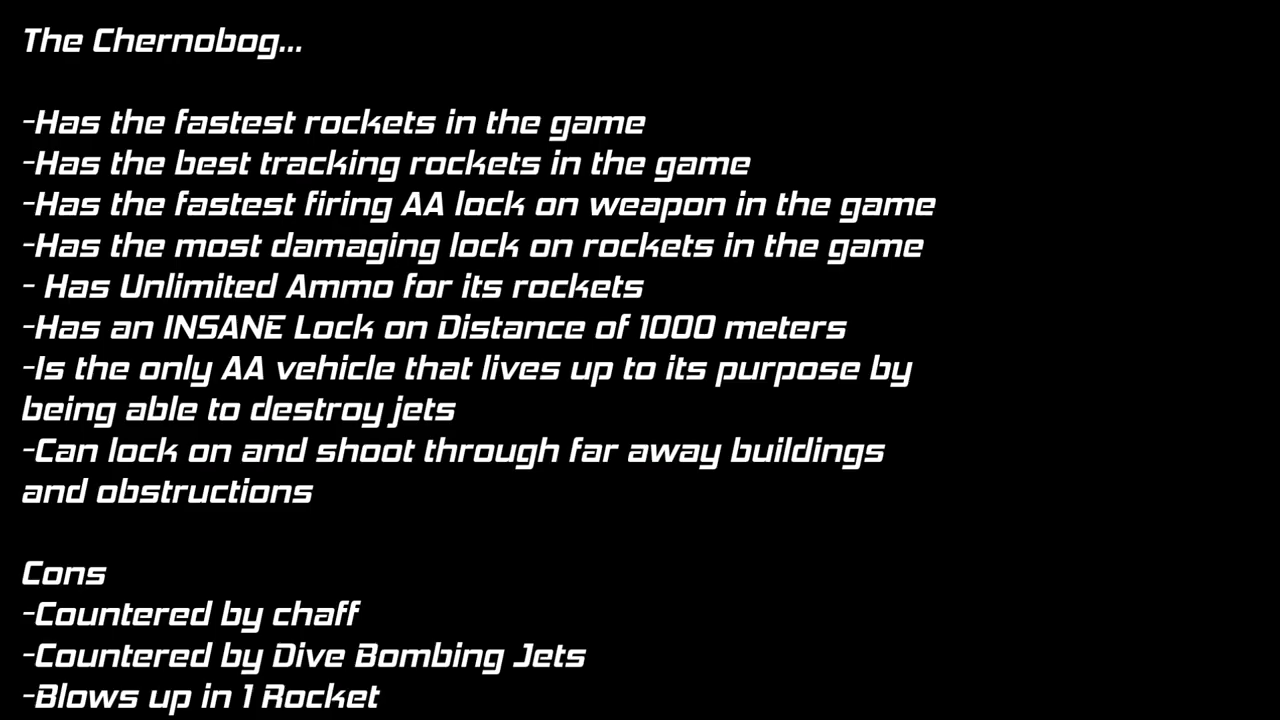 The Chernobog...
-Has the fastest rockets in the game
-Has the best tracking rockets in the game
-Has the fastest firing AA lock on weapon in the game
-Has the most damaging lock on rockets in the game
- Has Unlimited Ammo for its rockets
-Has an INSANE Lock on Distance of 1000 meters
-Is the only AA vehicle that lives up to its purpose by
being able to destroy jets
-Can lock on and shoot through far away buildings
and obstructions
Cons
-Countered by chaff
-Countered by Dive Bombing Jets
-Blows up in 1 Rocket